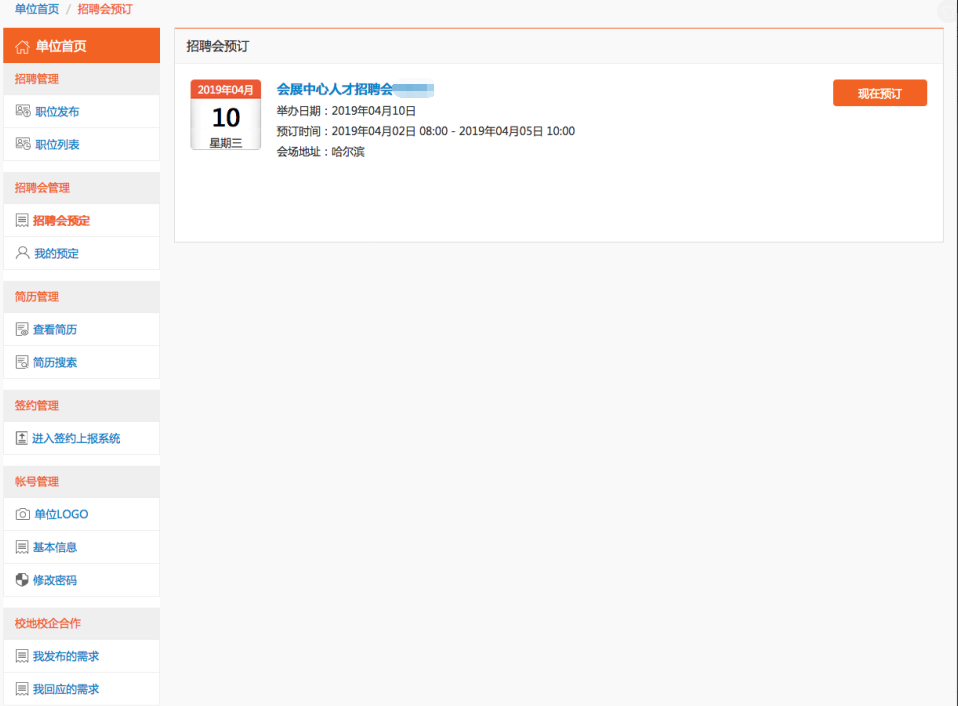 单位首页 / 招聘会预订
单位首页
招聘管理
职位发布
职位列表
招聘会管理
招聘会预定
我的预定
简历管理
查看简历
简历搜索
签约管理
进入签约上报系统
帐号管理
单位LOGO
基本信息
修改密码
校地校企合作
我发布的需求
我回应的需求
招聘会预订
2019年04月
10
星期三
会展中心人才招聘会
举办日期：2019年04月10日
预订时间：2019年04月02日 08:00 - 2019年04月05日 10:00
会场地址：哈尔滨
现在预订